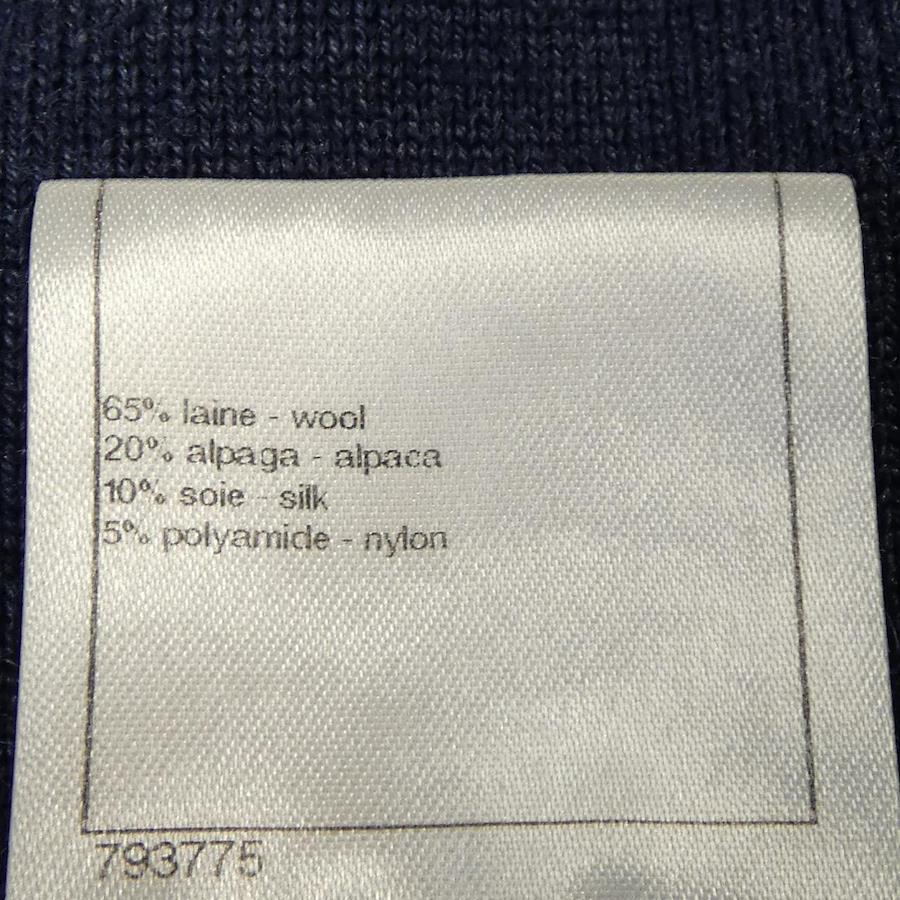 65% laine - wool
20% alpaga - alpaca
10% soie - silk
5% polyamide - nylon
793775